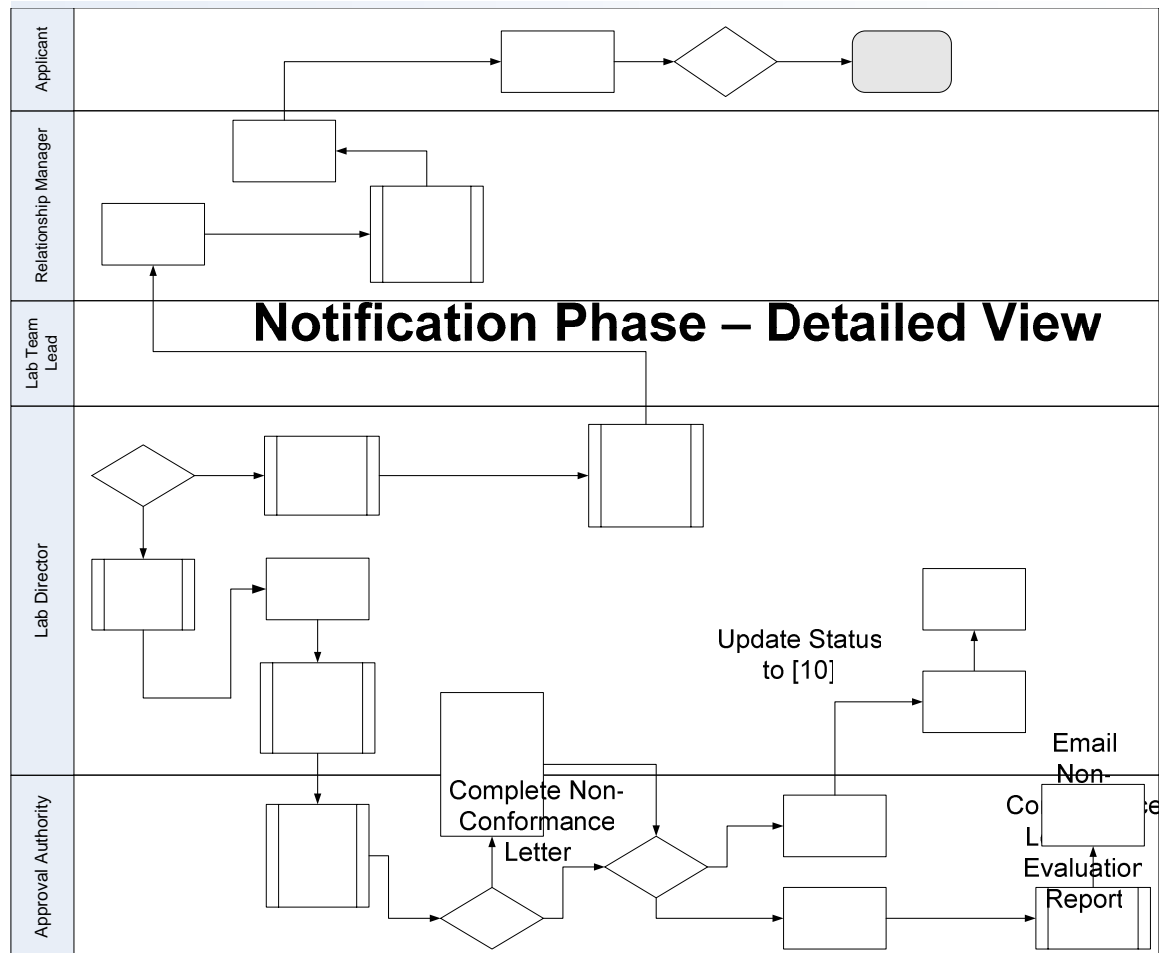 Applicant
Relationship Manager
Notification Phase – Detailed View
Lab Team
Lead
Lab Director
Update Status
to [10]
Email
Non-
Evaluation
Report
Complete Non-
Conformance
Letter
Approval Authority